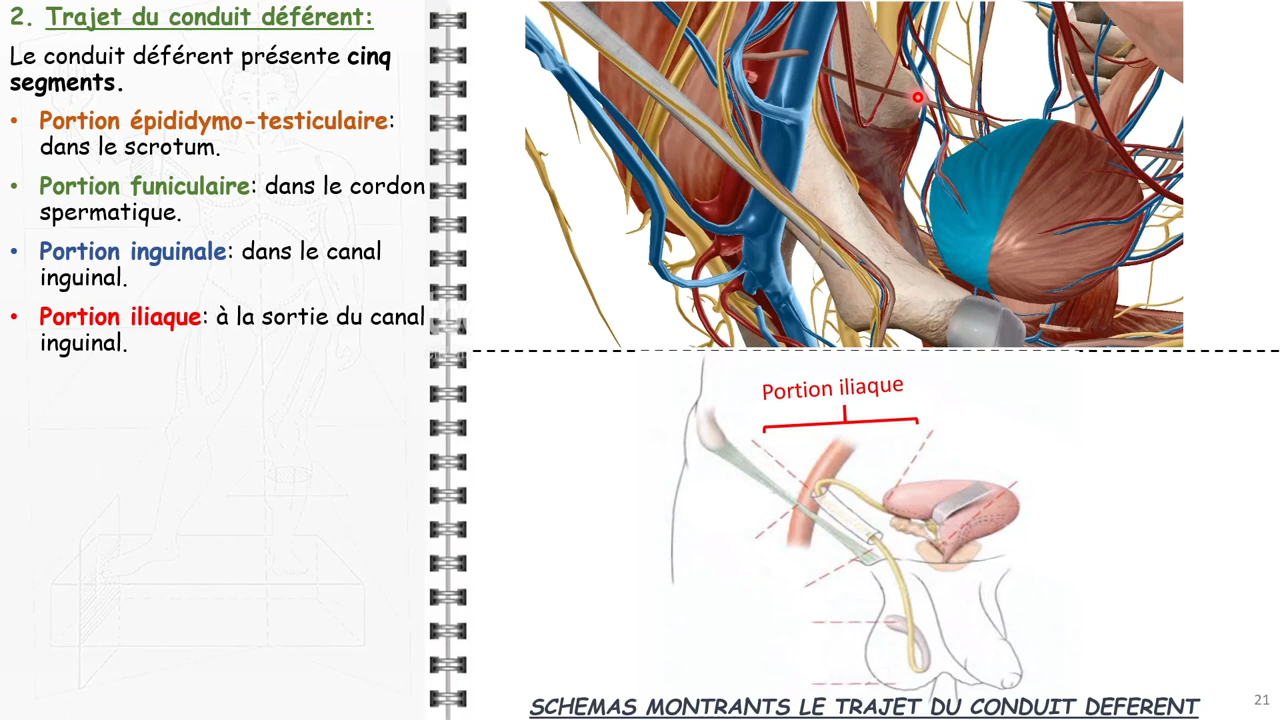 2. Trajet du conduit déférent:
Le conduit déférent présente cinq
segments.
• Portion épididymo-testiculaire:
dans le scrotum.
• Portion funiculaire: dans le cordon
spermatique.
• Portion inguinale: dans le canal
inguinal.
• Portion iliaque: à la sortie du canal
inguinal.
Portion iliaque
SCHEMAS MONTRANTS LE TRAJET DU CONDUIT DEFERENT
21